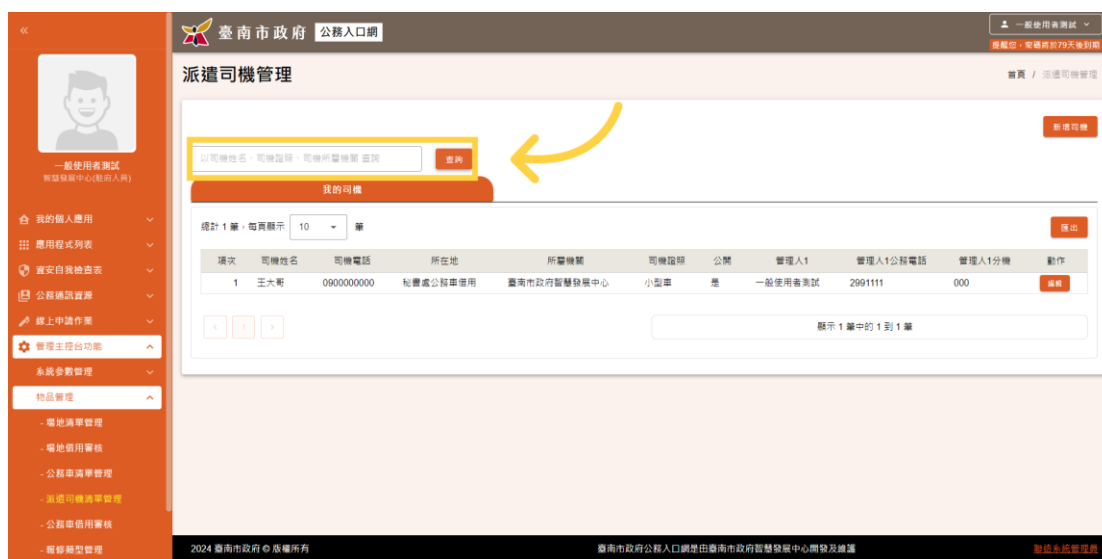 «
臺南市政府 公務入口網
一般使用者測試
提醒您，密碼將於79天後到期
派遣司機管理
首頁 / 派遣司機管理
一般使用者測試
智慧發展中心(駐府人員)
我的個人應用
應用程式列表
資安自我檢查表
公務通訊資源
線上申請作業
管理主控台功能
系統參數管理
物品管理
- 場地清單管理
- 場地借用審核
- 公務車清單管理
- 派遣司機清單管理
- 公務車借用審核
- 報修類型管理
新增司機
以司機姓名、司機證照、司機所屬機關 查詢
查詢
我的司機
總計 1 筆，每頁顯示 10 筆
匯出
項次 司機姓名 司機電話 所在地 所屬機關 司機證照 公開 管理人1 管理人1公務電話 管理人1分機 動作
1 王大哥 0900000000 秘書處公務車借用 臺南市政府智慧發展中心 小型車 是 一般使用者測試 2991111 000 編輯
‹ 1 ›
顯示 1 筆中的 1 到 1 筆
2024 臺南市政府 © 版權所有
臺南市政府公務入口網是由臺南市政府智慧發展中心開發及維護
聯絡系統管理員